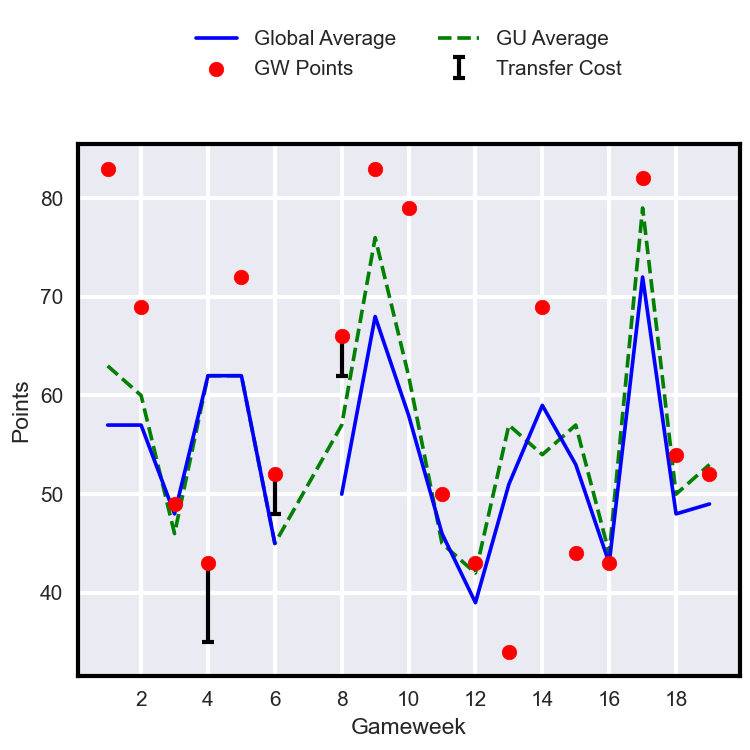 Global Average
GU Average
GW Points
Transfer Cost
80
70
60
50
40
Points
2 4 6 8 10 12 14 16 18
Gameweek